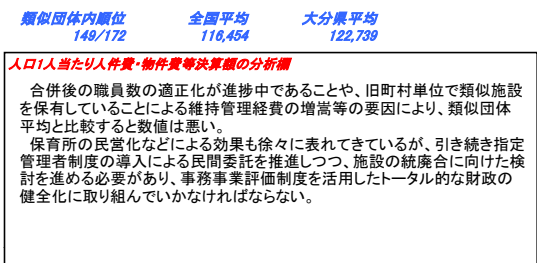 類似団体内順位 全国平均 大分県平均
149/172 116,454 122,739
人口1人当たり人件費・物件費等決算額の分析欄
合併後の職員数の適正化が進捗中であることや、旧町村単位で類似施設
を保有していることによる維持管理経費の増嵩等の要因により、類似団体
平均と比較すると数値は悪い。
保育所の民営化などによる効果も徐々に表れてきているが、引き続き指定
管理者制度の導入による民間委託を推進しつつ、施設の統廃合に向けた検
討を進める必要があり、事務事業評価制度を活用したトータル的な財政の
健全化に取り組んでいかなければならない。